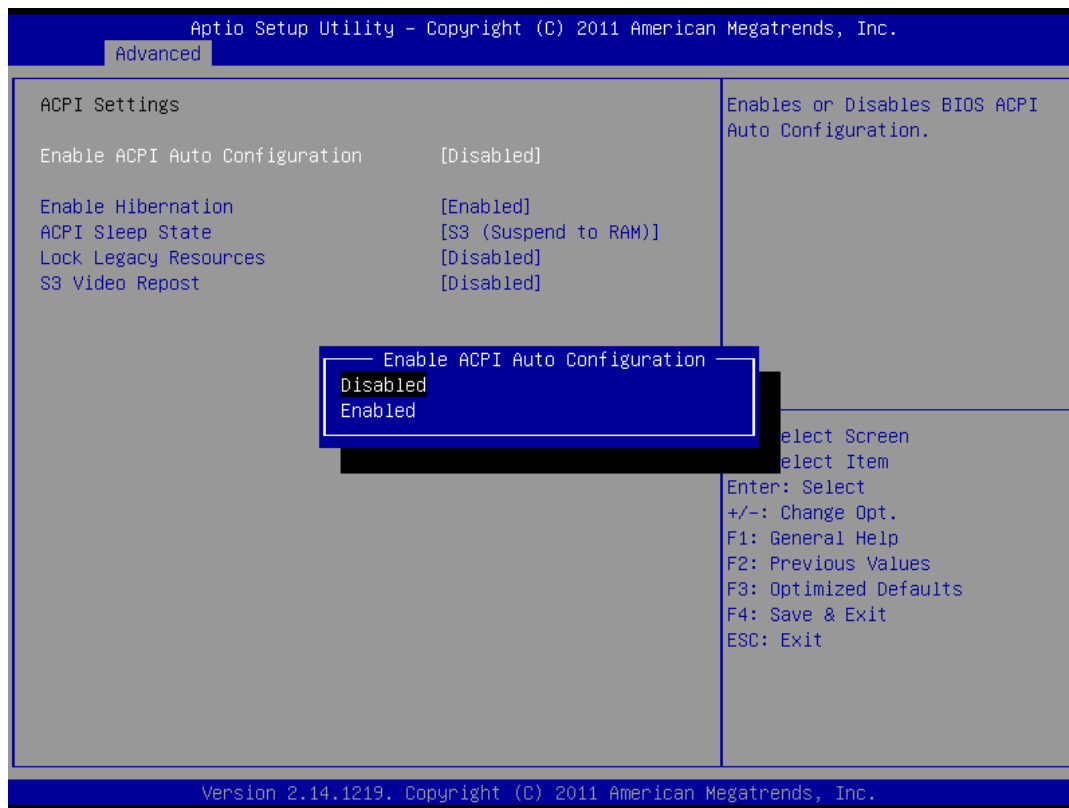 Aptio Setup Utility – Copyright (C) 2011 American Megatrends, Inc.
Advanced
ACPI Settings
Enable ACPI Auto Configuration [Disabled]
Enable Hibernation [Enabled]
ACPI Sleep State [S3 (Suspend to RAM)]
Lock Legacy Resources [Disabled]
S3 Video Repost [Disabled]
Enable ACPI Auto Configuration
Disabled
Enabled
Enables or Disables BIOS ACPI
Auto Configuration.
elect Screen
elect Item
Enter: Select
+/-: Change Opt.
F1: General Help
F2: Previous Values
F3: Optimized Defaults
F4: Save & Exit
ESC: Exit
Version 2.14.1219. Copyright (C) 2011 American Megatrends, Inc.